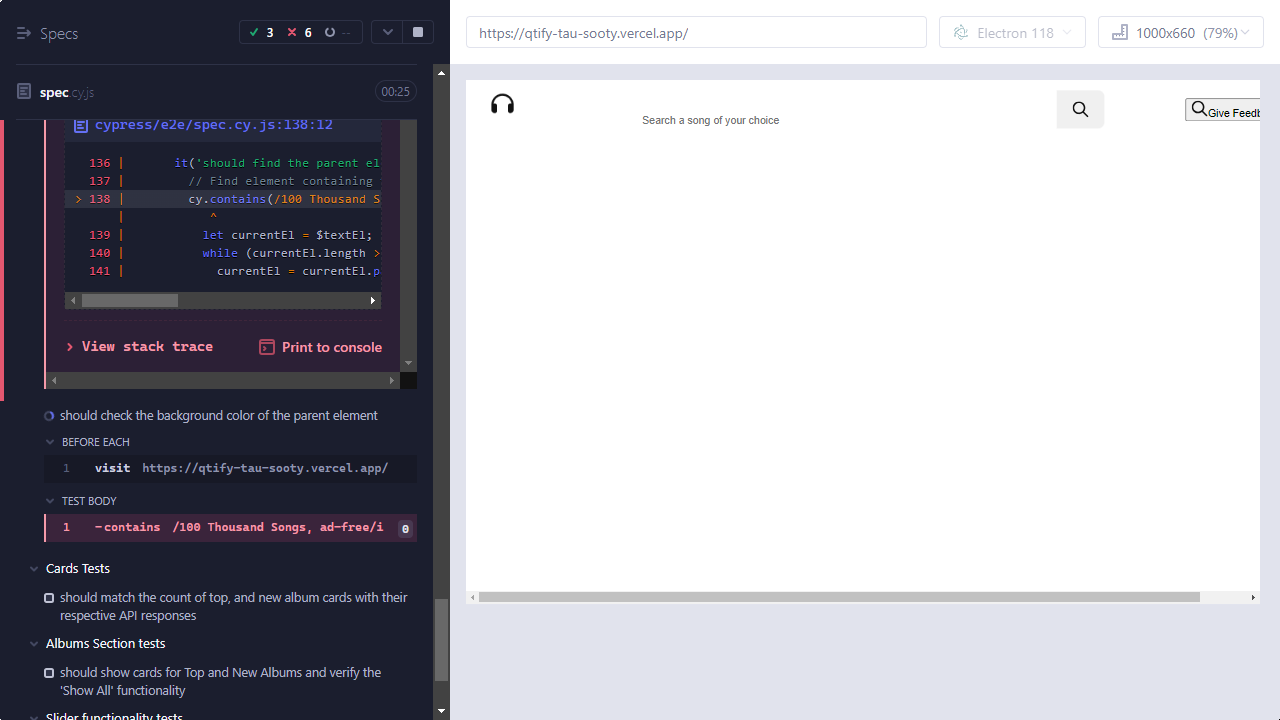 Specs
3 6 --
spec.cy.js
00:25
cypress/e2e/spec.cy.js:138:12
136 | it('should find the parent el
137 | // Find element containing
> 138 | cy.contains(/100 Thousand S
| ^
139 | let currentEl = $textEl;
140 | while (currentEl.length >
141 | currentEl = currentEl.p
View stack trace
Print to console
should check the background color of the parent element
BEFORE EACH
1 visit https://qtify-tau-sooty.vercel.app/
TEST BODY
1 -contains /100 Thousand Songs, ad-free/i 0
Cards Tests
should match the count of top, and new album cards with their
respective API responses
Albums Section tests
should show cards for Top and New Albums and verify the
'Show All' functionality
Slider functionality tests
https://qtify-tau-sooty.vercel.app/
Electron 118
1000x660 (79%)
Search a song of your choice
Give Feedb